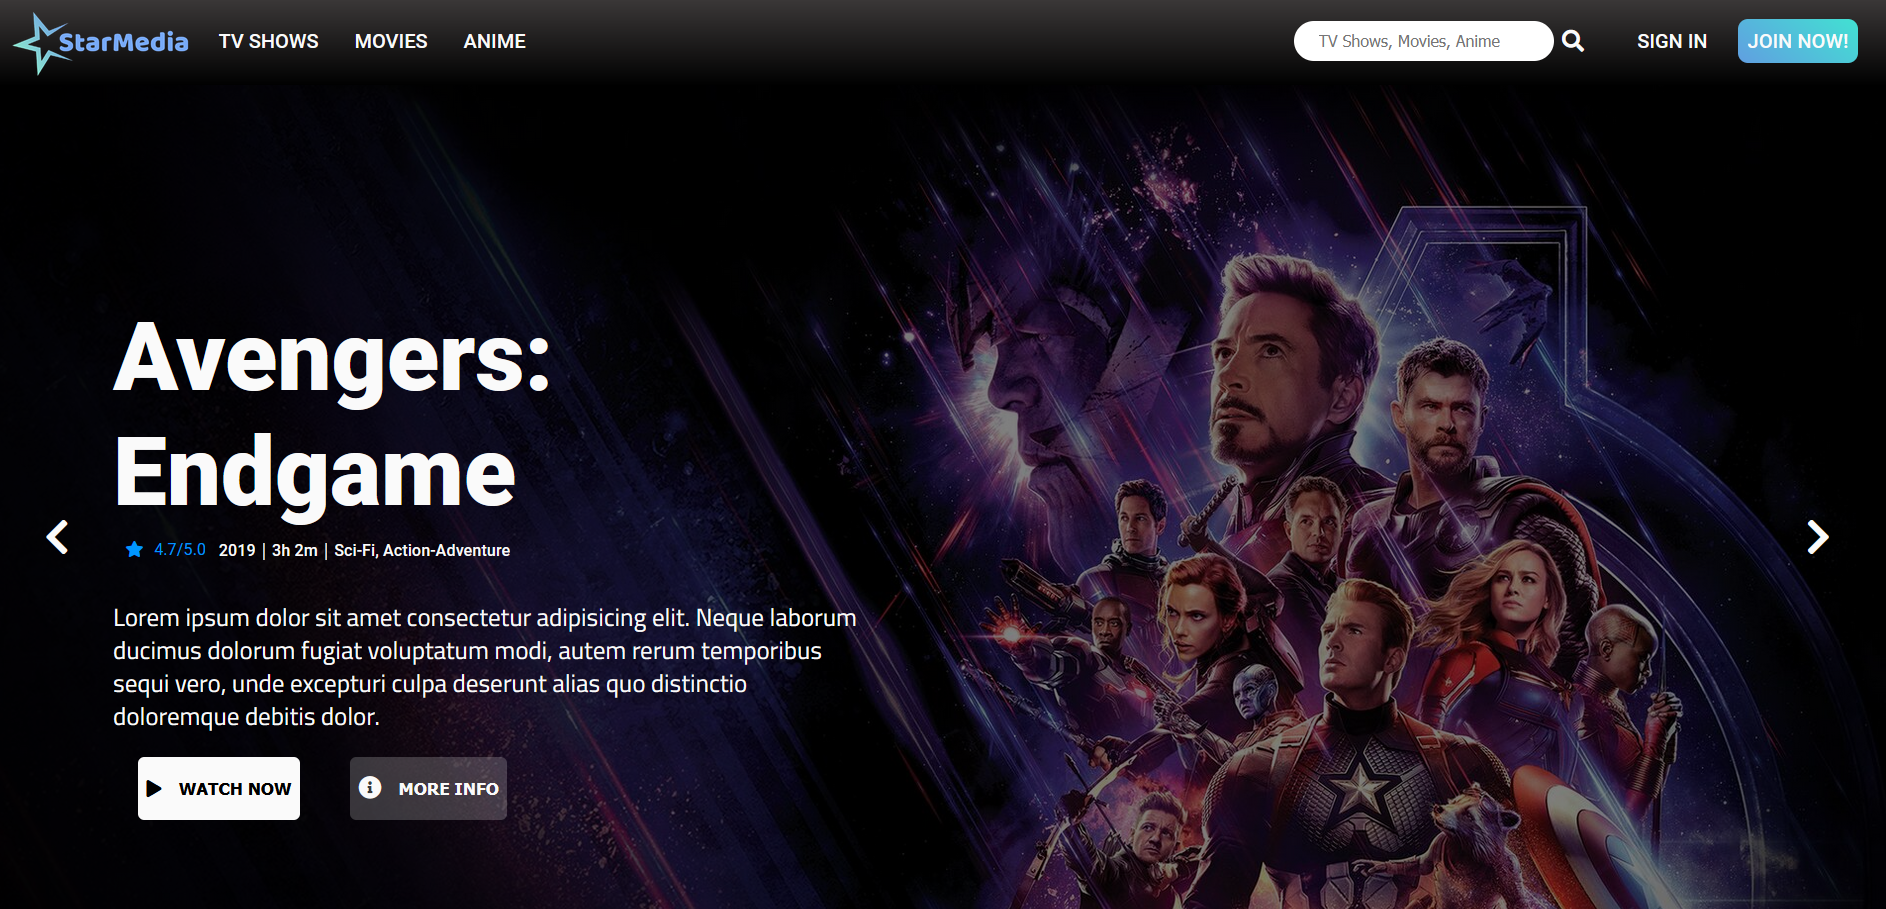 StarMedia
TV SHOWS
MOVIES
ANIME
TV Shows, Movies, Anime
SIGN IN
JOIN NOW!
Avengers:
Endgame
4.7/5.0 2019 | 3h 2m | Sci-Fi, Action-Adventure
Lorem ipsum dolor sit amet consectetur adipisicing elit. Neque laborum
ducimus dolorum fugiat voluptatum modi, autem rerum temporibus
sequi vero, unde excepturi culpa deserunt alias quo distinctio
doloremque debitis dolor.
WATCH NOW
MORE INFO